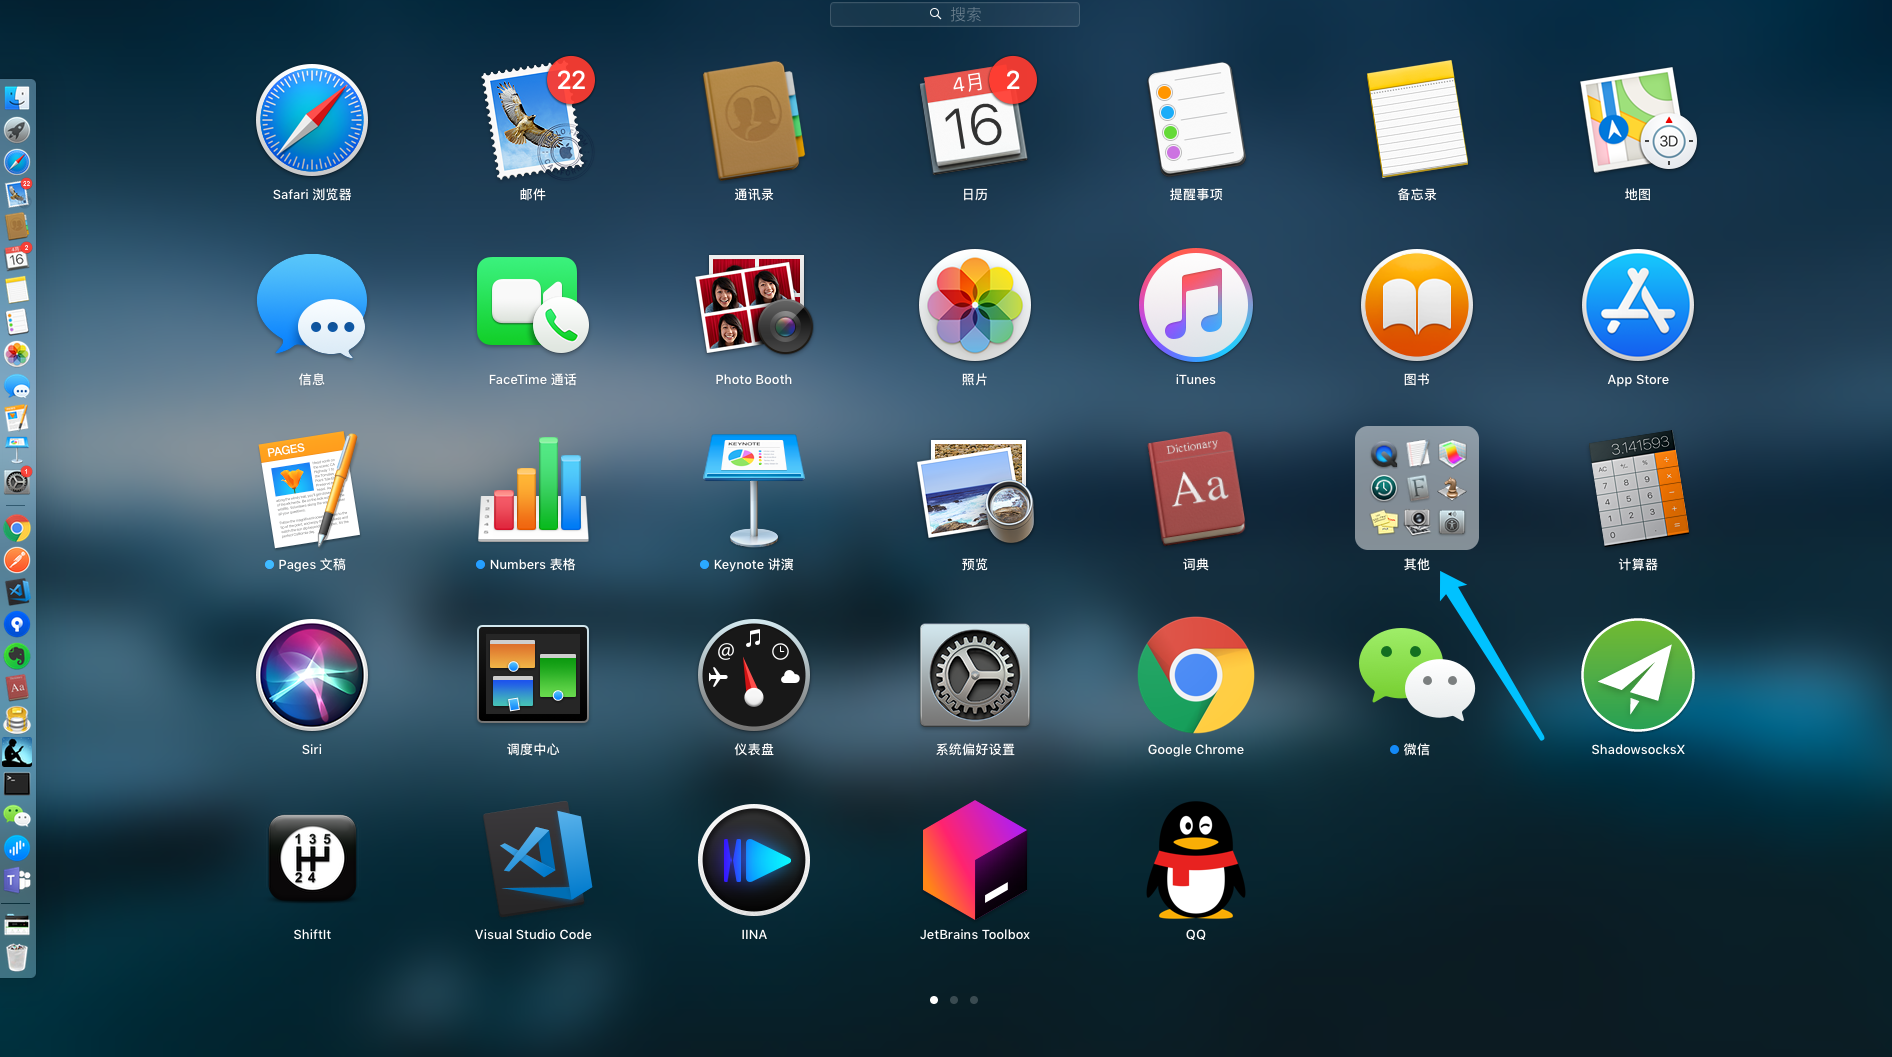 搜索
22
4月
2
16
3D
Safari 浏览器
邮件
通讯录
日历
提醒事项
备忘录
地图
信息
FaceTime 通话
Photo Booth
照片
iTunes
图书
App Store
PAGES
KEYNOTE
Dictionary
Aa
3.141593
Pages 文稿
Numbers 表格
Keynote 讲演
预览
词典
其他
计算器
Siri
调度中心
仪表盘
系统偏好设置
Google Chrome
微信
ShadowsocksX
1 3 5
2 4
ShiftIt
Visual Studio Code
IINA
JetBrains Toolbox
QQ